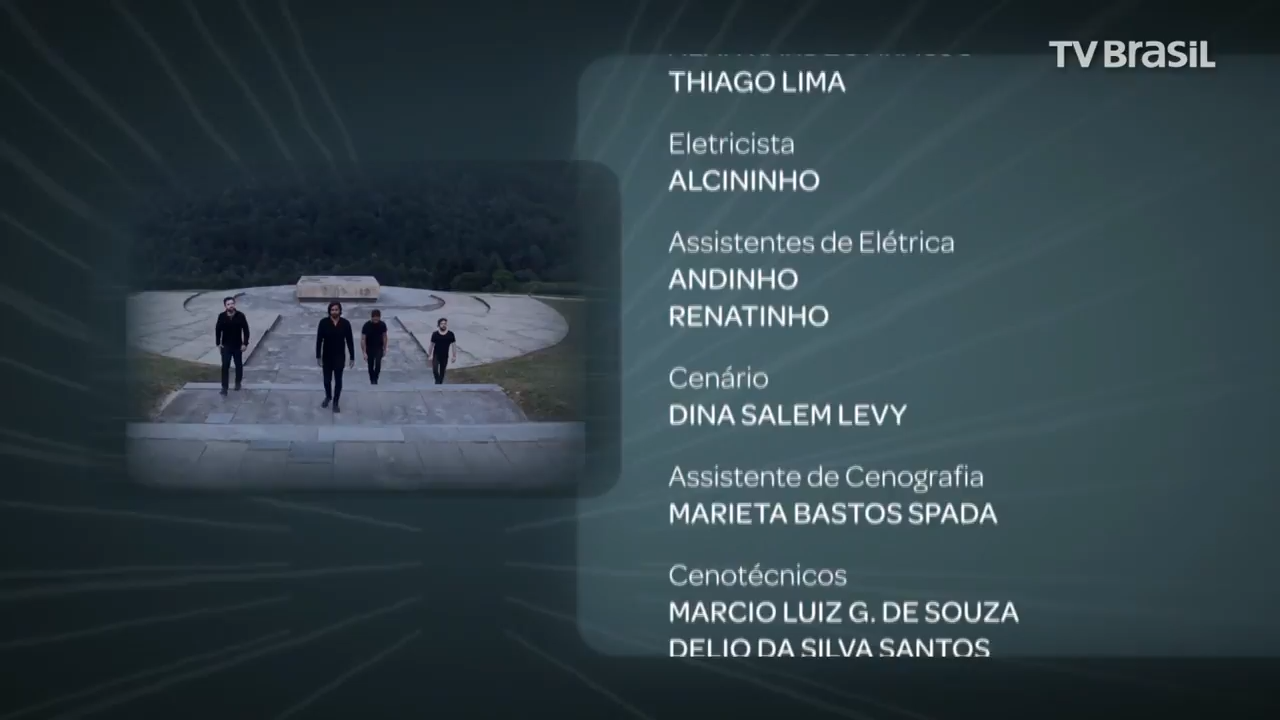 TV BRASIL
THIAGO LIMA
Eletricista
ALCININHO
Assistentes de Elétrica
ANDINHO
RENATINHO
Cenário
DINA SALEM LEVY
Assistente de Cenografia
MARIETA BASTOS SPADA
Cenotécnicos
MARCIO LUIZ G. DE SOUZA
DELIO DA SILVA SANTOS